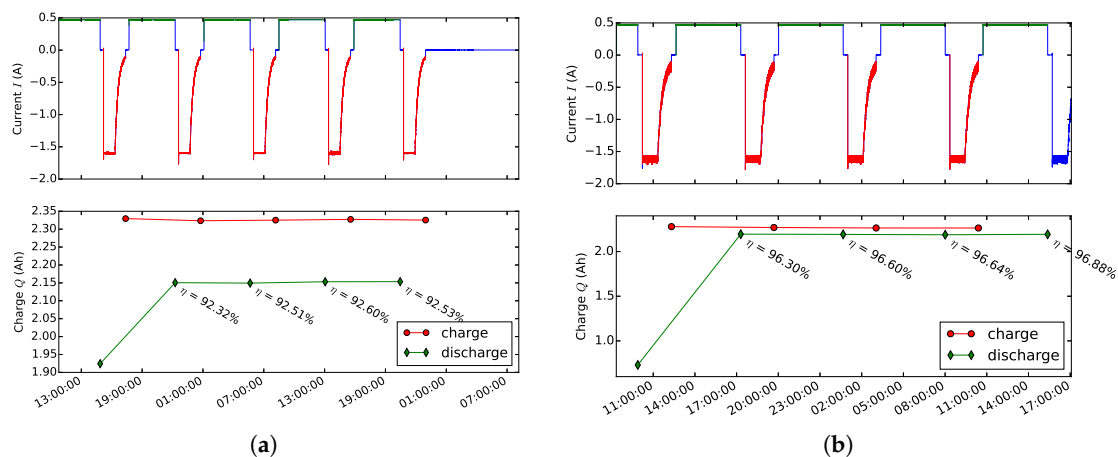 0.5
0.0
−0.5
−1.0
−1.5
−2.0
Current I (A)
2.35
2.30
2.25
2.20
2.15
2.10
2.05
2.00
1.95
1.90
Charge Q (Ah)
η = 92.32%
η = 92.51%
η = 92.60%
η = 92.53%
charge
discharge
13:00:00
19:00:00
01:00:00
07:00:00
13:00:00
19:00:00
01:00:00
07:00:00
(a)
0.5
0.0
−0.5
−1.0
−1.5
−2.0
Current I (A)
2.0
1.5
1.0
Charge Q (Ah)
η = 96.30%
η = 96.60%
η = 96.64%
η = 96.88%
charge
discharge
11:00:00
14:00:00
17:00:00
20:00:00
23:00:00
02:00:00
05:00:00
08:00:00
11:00:00
14:00:00
17:00:00
(b)